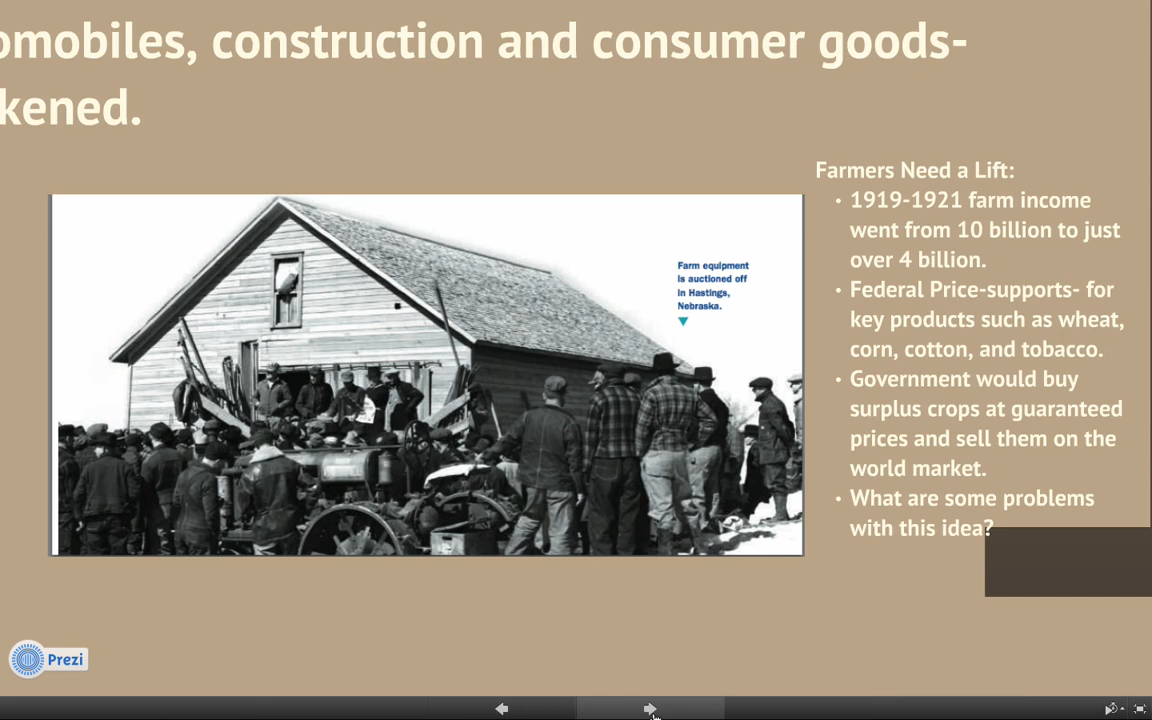 omobiles, construction and consumer goods-
kened.
Farm equipment
is auctioned off
in Hastings,
Nebraska.
Farmers Need a Lift:
• 1919-1921 farm income
went from 10 billion to just
over 4 billion.
• Federal Price-supports- for
key products such as wheat,
corn, cotton, and tobacco.
• Government would buy
surplus crops at guaranteed
prices and sell them on the
world market.
• What are some problems
with this idea?
Prezi